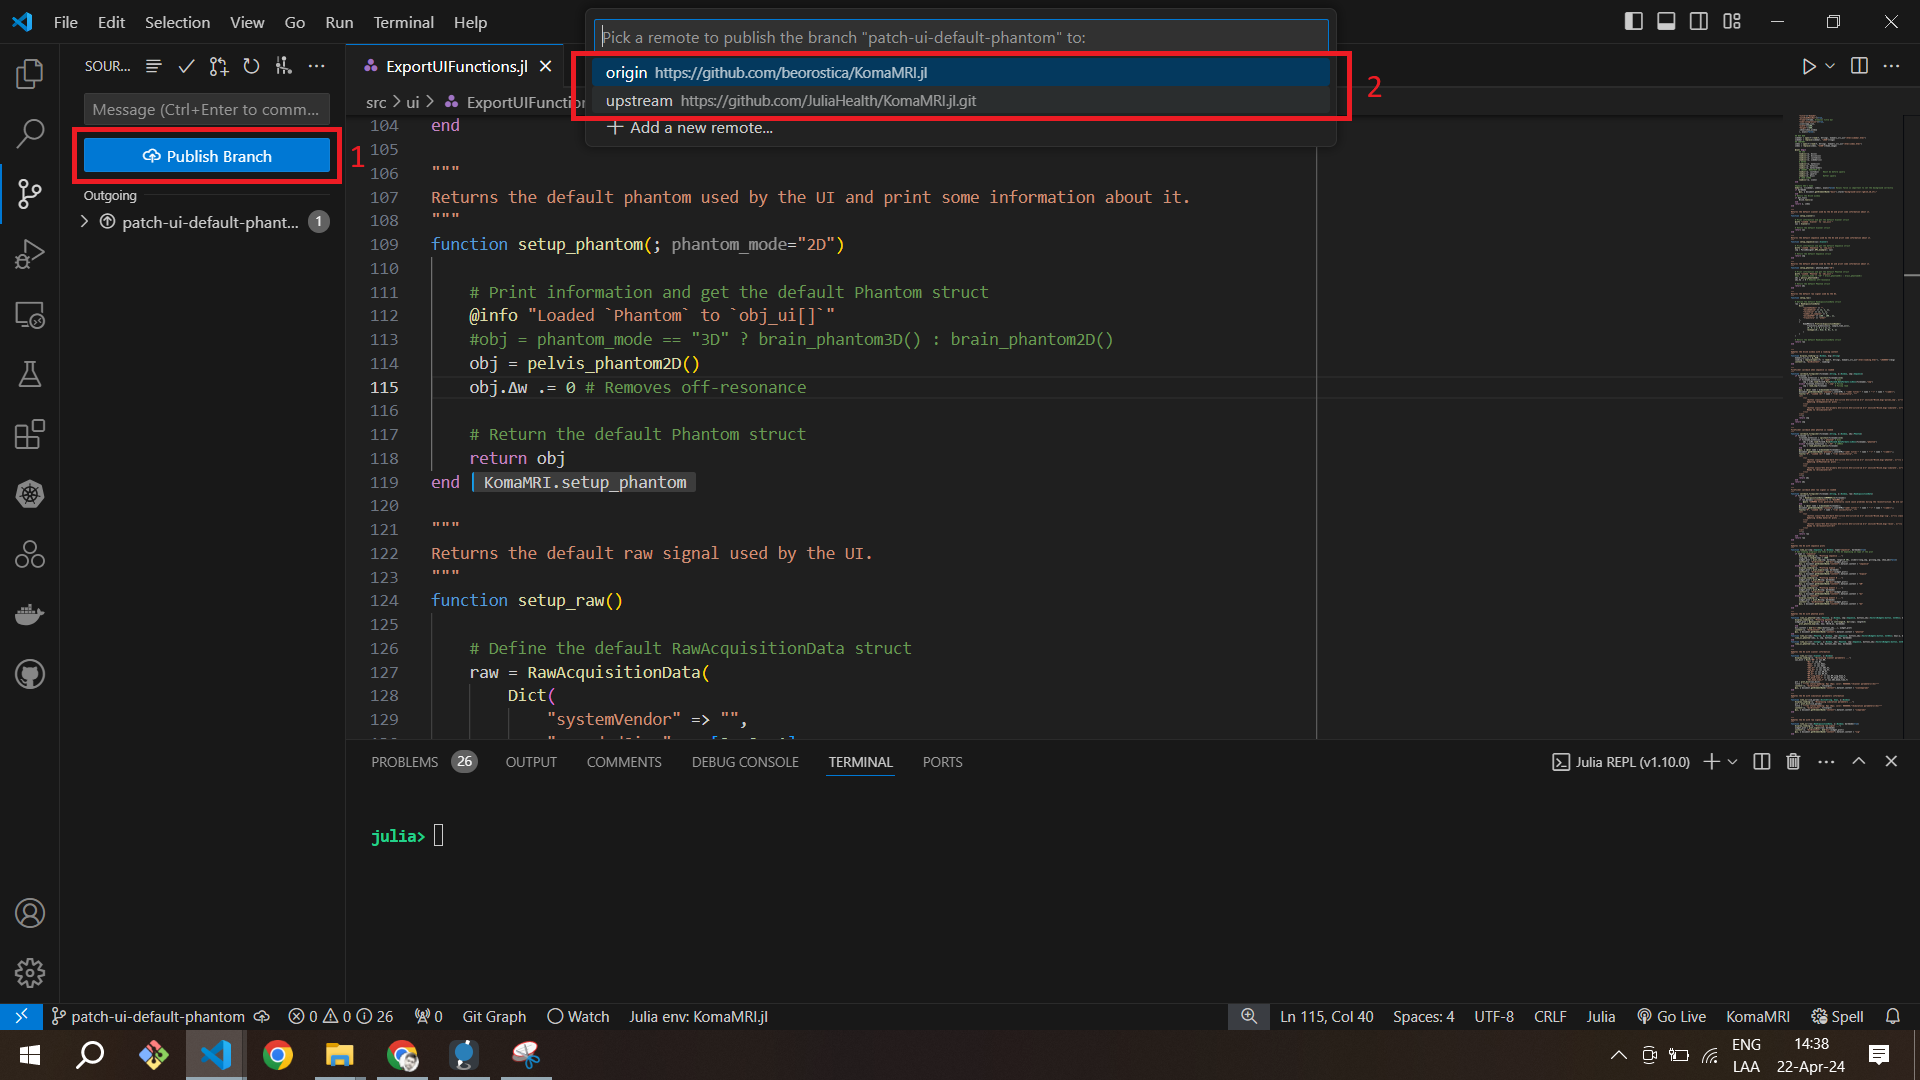 File Edit Selection View Go Run Terminal Help
Pick a remote to publish the branch "patch-ui-default-phantom" to:
origin https://github.com/beorostica/KomaMRI.jl
upstream https://github.com/JuliaHealth/KomaMRI.jl.git
Add a new remote...
2
SOUR...
Message (Ctrl+Enter to comm...
Publish Branch
1
Outgoing
patch-ui-default-phant... 1
ExportUIFunctions.jl
src > ui > ExportUIFunction
104 end
105
106 """
107 Returns the default phantom used by the UI and print some information about it.
108 """
109 function setup_phantom(; phantom_mode="2D")
110
111 # Print information and get the default Phantom struct
112 @info "Loaded `Phantom` to `obj_ui[]`"
113 #obj = phantom_mode == "3D" ? brain_phantom3D() : brain_phantom2D()
114 obj = pelvis_phantom2D()
115 obj.Δw .= 0 # Removes off-resonance
116
117 # Return the default Phantom struct
118 return obj
119 end KomaMRI.setup_phantom
120
121 """
122 Returns the default raw signal used by the UI.
123 """
124 function setup_raw()
125
126 # Define the default RawAcquisitionData struct
127 raw = RawAcquisitionData(
128 Dict(
129 "systemVendor" => "",
PROBLEMS 26 OUTPUT COMMENTS DEBUG CONSOLE TERMINAL PORTS
Julia REPL (v1.10.0)
julia>
patch-ui-default-phantom 0 0 26 0 Git Graph Watch Julia env: KomaMRI.jl
Ln 115, Col 40 Spaces: 4 UTF-8 CRLF Julia Go Live KomaMRI Spell
ENG
LAA
14:38
22-Apr-24